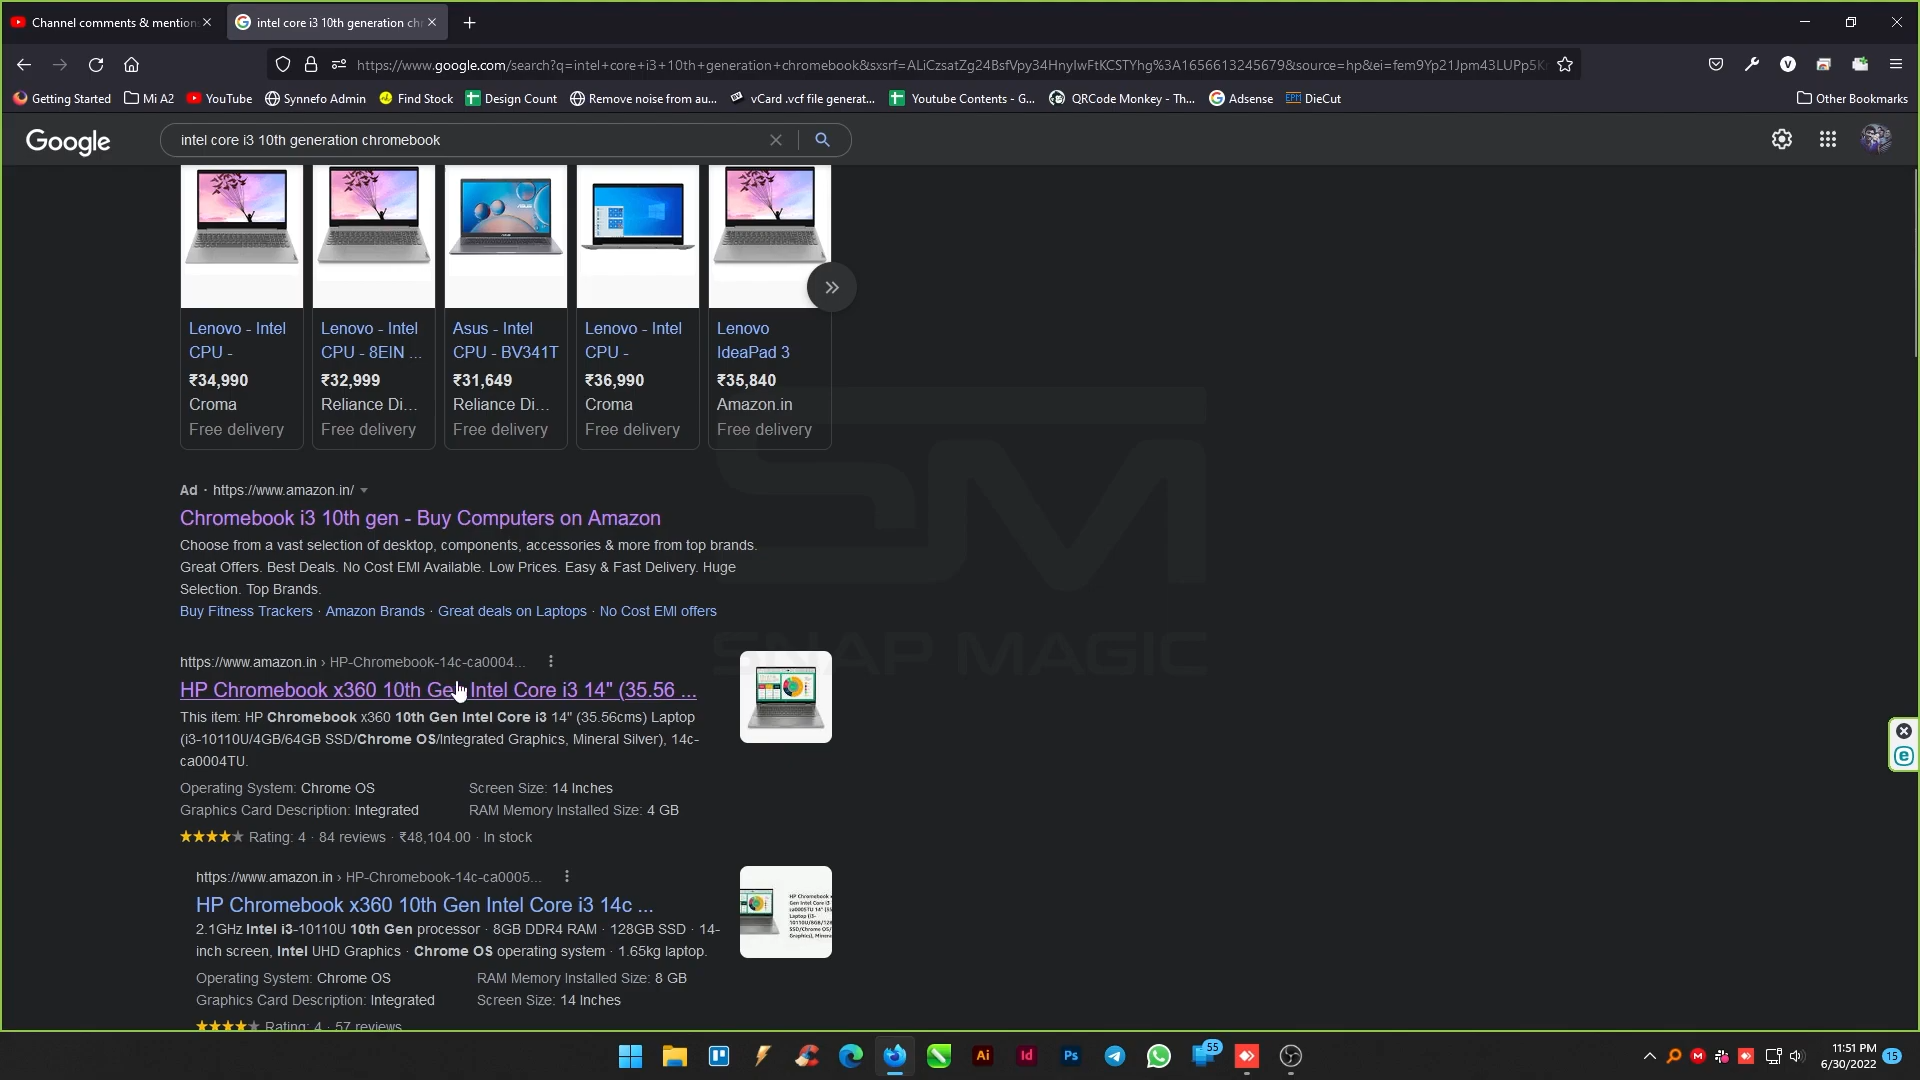 Channel comments & mention
intel core i3 10th generation ch
https://www.google.com/search?q=intel+core+i3+10th+generation+chromebook&sxsrf=ALiCzsatZg24BsfVpy34HnyIwFtKCSTYhg%3A1656613245679&source=hp&ei=fem9Yp21Jpm43LUPp5K
Getting Started
Mi A2
YouTube
Synnefo Admin
Find Stock
Design Count
Remove noise from au...
vCard .vcf file generat...
Youtube Contents - G...
QRCode Monkey - Th...
Adsense
DieCut
Other Bookmarks
Google
intel core i3 10th generation chromebook
Lenovo - Intel CPU -
₹34,990
Croma
Free delivery
Lenovo - Intel CPU - 8EIN ...
₹32,999
Reliance Di...
Free delivery
Asus - Intel CPU - BV341T
₹31,649
Reliance Di...
Free delivery
Lenovo - Intel CPU -
₹36,990
Croma
Free delivery
Lenovo IdeaPad 3
₹35,840
Amazon.in
Free delivery
Ad · https://www.amazon.in/
Chromebook i3 10th gen - Buy Computers on Amazon
Choose from a vast selection of desktop, components, accessories & more from top brands.
Great Offers. Best Deals. No Cost EMI Available. Low Prices. Easy & Fast Delivery. Huge
Selection. Top Brands.
Buy Fitness Trackers · Amazon Brands · Great deals on Laptops · No Cost EMI offers
SM
SNAP MAGIC
https://www.amazon.in › HP-Chromebook-14c-ca0004...
HP Chromebook x360 10th Gen Intel Core i3 14" (35.56 ...
This item: HP Chromebook x360 10th Gen Intel Core i3 14" (35.56cms) Laptop
(i3-10110U/4GB/64GB SSD/Chrome OS/Integrated Graphics, Mineral Silver), 14c-
ca0004TU.
Operating System: Chrome OS
Screen Size: 14 Inches
Graphics Card Description: Integrated
RAM Memory Installed Size: 4 GB
Rating: 4 · 84 reviews · ₹48,104.00 · In stock
https://www.amazon.in › HP-Chromebook-14c-ca0005...
HP Chromebook x360 10th Gen Intel Core i3 14c ...
2.1GHz Intel i3-10110U 10th Gen processor · 8GB DDR4 RAM · 128GB SSD · 14-
inch screen, Intel UHD Graphics · Chrome OS operating system · 1.65kg laptop.
Operating System: Chrome OS
RAM Memory Installed Size: 8 GB
Graphics Card Description: Integrated
Screen Size: 14 Inches
Rating: 4 · 57 reviews
Ai
Id
Ps
55
11:51 PM
6/30/2022
15